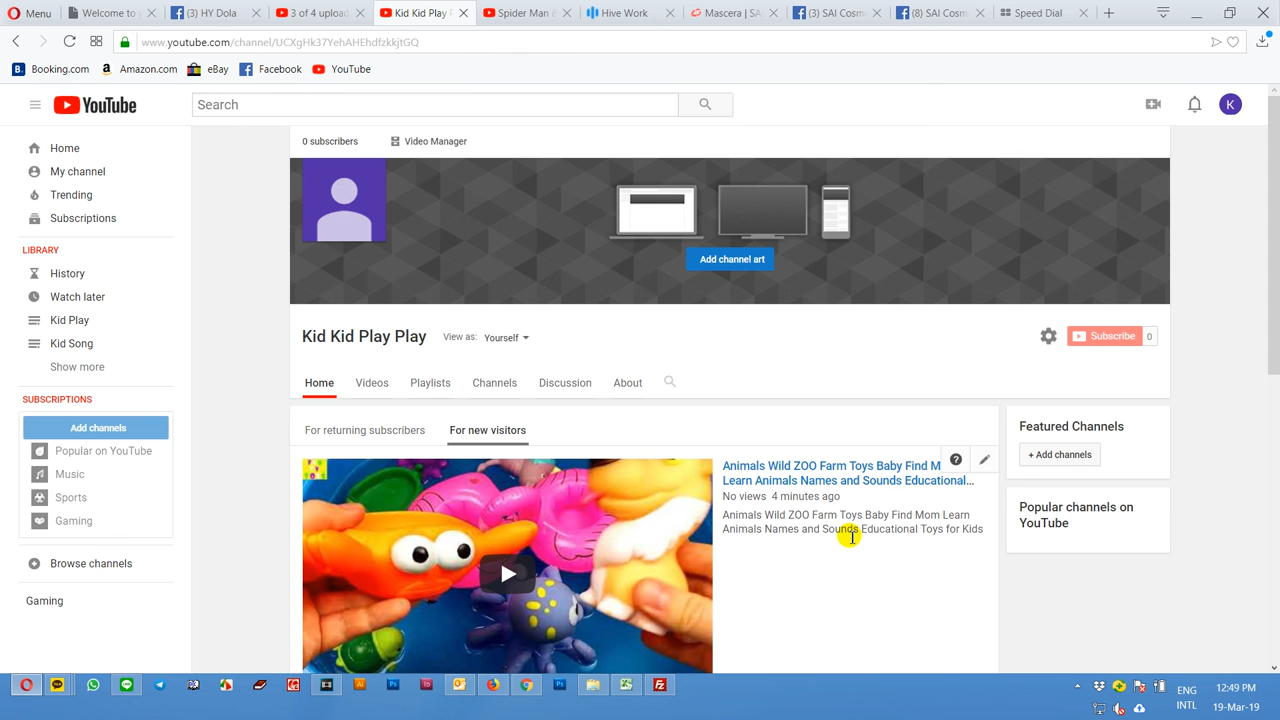 Menu
Welcome to
(3) HY Dola
3 of 4 upload
Kid Kid Play
Spider Man
Hive Work
Mascera | SA
(3) SAI Cosm
(8) SAI Cosm
Speed Dial
www.youtube.com/channel/UCXgHk37YehAHEhdfzkkjtGQ
B.
Booking.com
Amazon.com
eBay
Facebook
YouTube
YouTube
Search
K
Home
My channel
Trending
Subscriptions
LIBRARY
History
Watch later
Kid Play
Kid Song
Show more
SUBSCRIPTIONS
Add channels
Popular on YouTube
Music
Sports
Gaming
Browse channels
Gaming
0 subscribers
Video Manager
Add channel art
Kid Kid Play Play
View as:
Yourself
Subscribe
0
Home
Videos
Playlists
Channels
Discussion
About
For returning subscribers
For new visitors
Animals Wild ZOO Farm Toys Baby Find M
Learn Animals Names and Sounds Educational...
No views 4 minutes ago
Animals Wild ZOO Farm Toys Baby Find Mom Learn
Animals Names and Sounds Educational Toys for Kids
Featured Channels
+ Add channels
Popular channels on
YouTube
ENG
INTL
12:49 PM
19-Mar-19